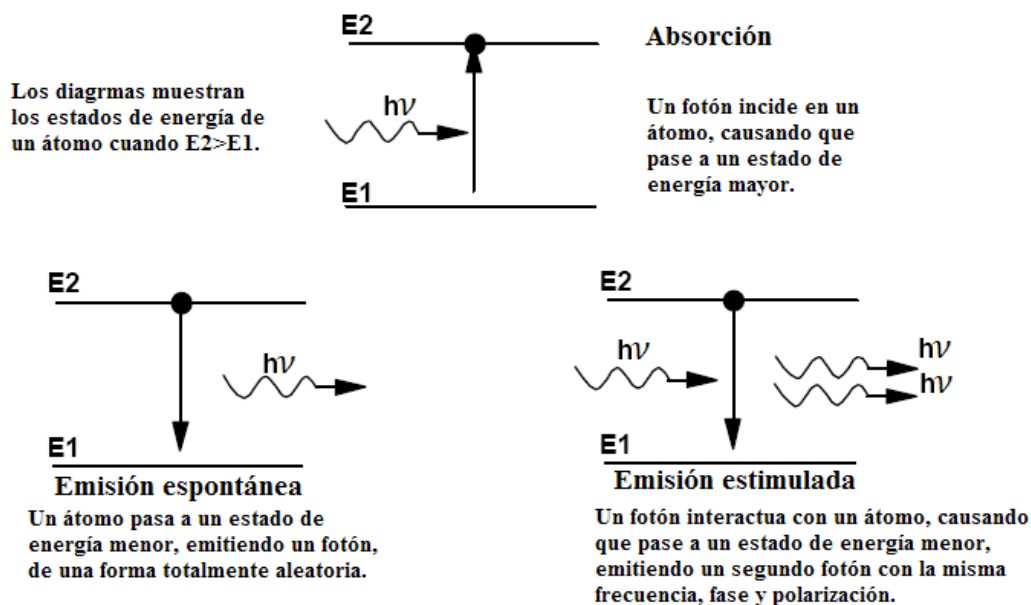 E2
Absorción
Los diagrmas muestran
los estados de energía de
un átomo cuando E2>E1.
hν
Un fotón incide en un
átomo, causando que
pase a un estado de
energía mayor.
E1
E2
hν
E1
Emisión espontánea
Un átomo pasa a un estado de
energía menor, emitiendo un fotón,
de una forma totalmente aleatoria.
E2
hν
hν
hν
E1
Emisión estimulada
Un fotón interactua con un átomo, causando
que pase a un estado de energía menor,
emitiendo un segundo fotón con la misma
frecuencia, fase y polarización.